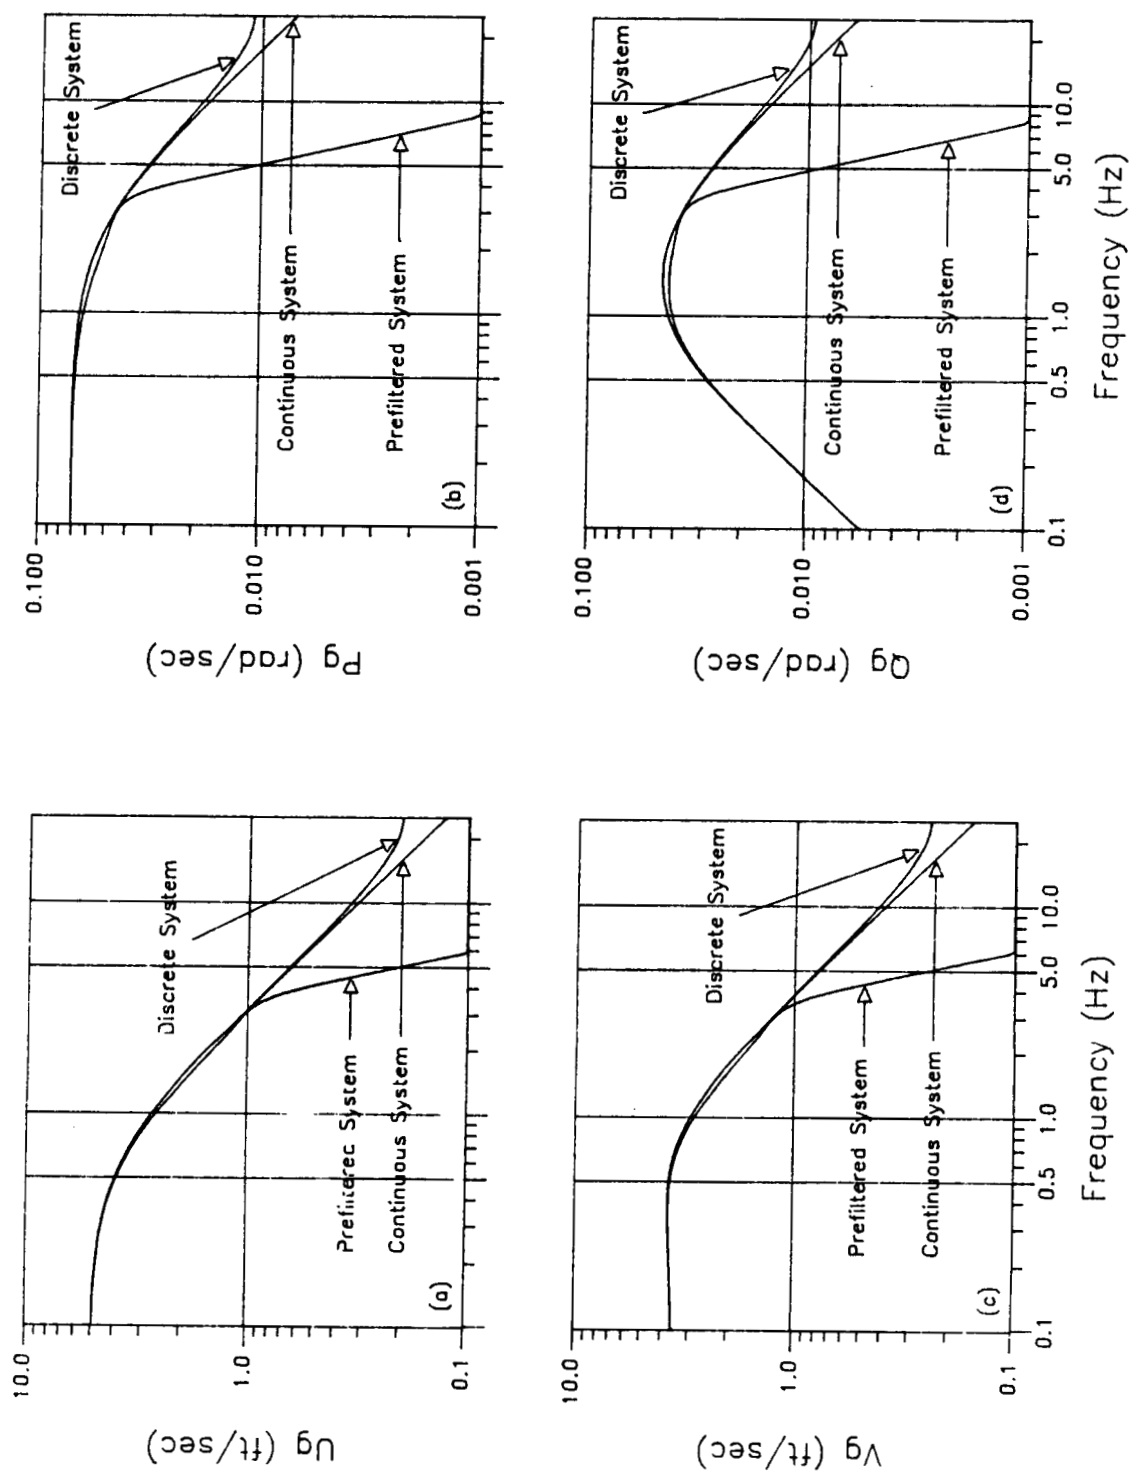 Ug (ft/sec)
10.0
1.0
0.1
Discrete System
Prefilterec System
Continuous System
(a)
Pg (rad/sec)
0.100
0.010
0.001
Discrete System
Continuous System
Prefiltered System
(b)
Vg (ft/sec)
10.0
1.0
0.1
Discrete System
Prefiltered System
Continuous System
(c)
0.1
0.5
1.0
5.0
10.0
Frequency (Hz)
Qg (rad/sec)
0.100
0.010
0.001
Discrete System
Continuous System
Prefiltered System
(d)
0.1
0.5
1.0
5.0
10.0
Frequency (Hz)